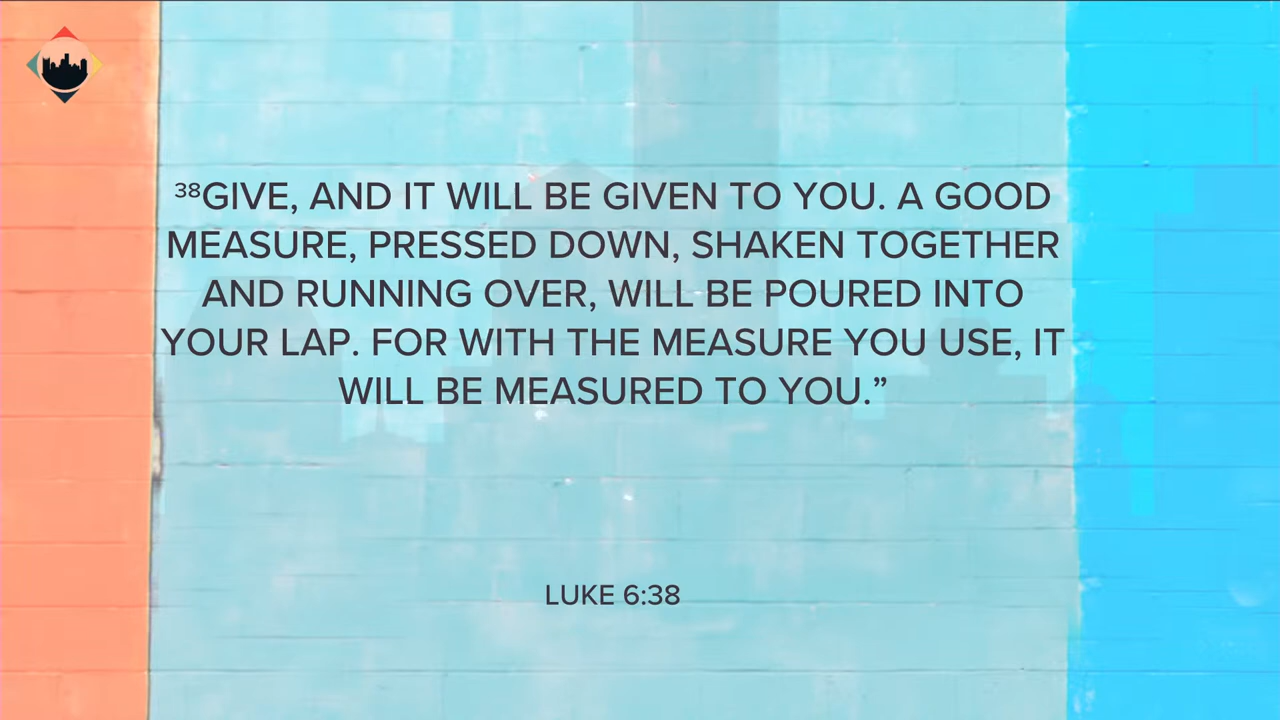 ³⁸GIVE, AND IT WILL BE GIVEN TO YOU. A GOOD
MEASURE, PRESSED DOWN, SHAKEN TOGETHER
AND RUNNING OVER, WILL BE POURED INTO
YOUR LAP. FOR WITH THE MEASURE YOU USE, IT
WILL BE MEASURED TO YOU.”
LUKE 6:38